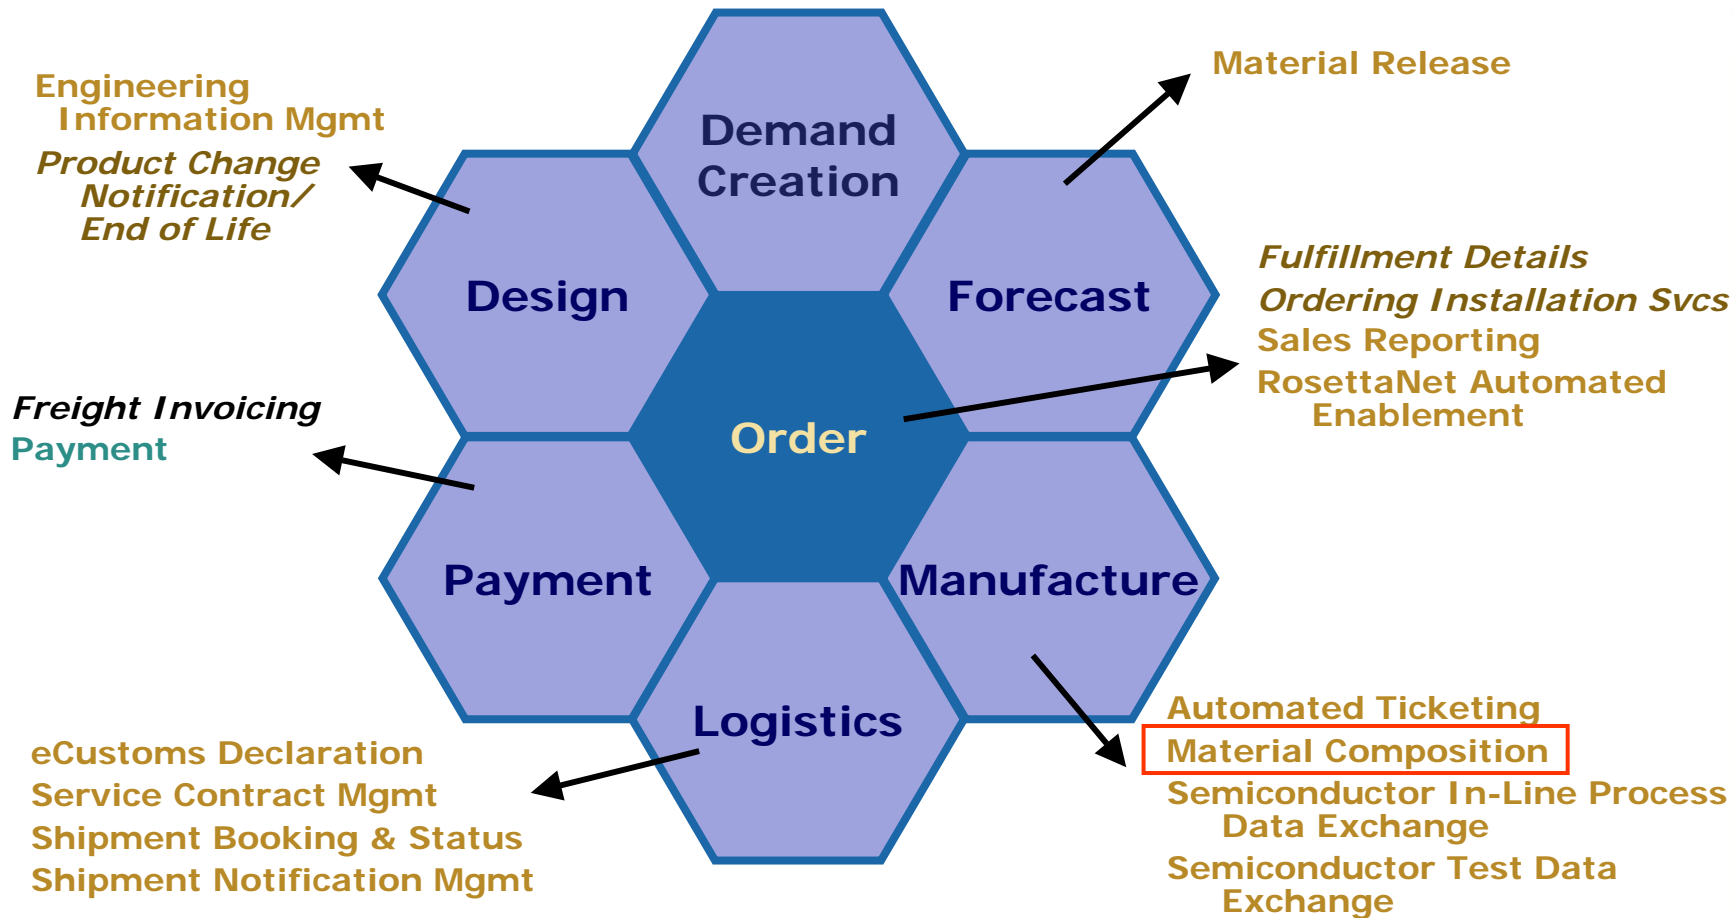 Engineering
Information Mgmt
Product Change
Notification/
End of Life
Demand
Creation
Material Release
Design
Forecast
Fulfillment Details
Ordering Installation Svcs
Sales Reporting
RosettaNet Automated
Enablement
Freight Invoicing
Payment
Order
Payment
Manufacture
Logistics
eCustoms Declaration
Service Contract Mgmt
Shipment Booking & Status
Shipment Notification Mgmt
Automated Ticketing
Material Composition
Semiconductor In-Line Process
Data Exchange
Semiconductor Test Data
Exchange